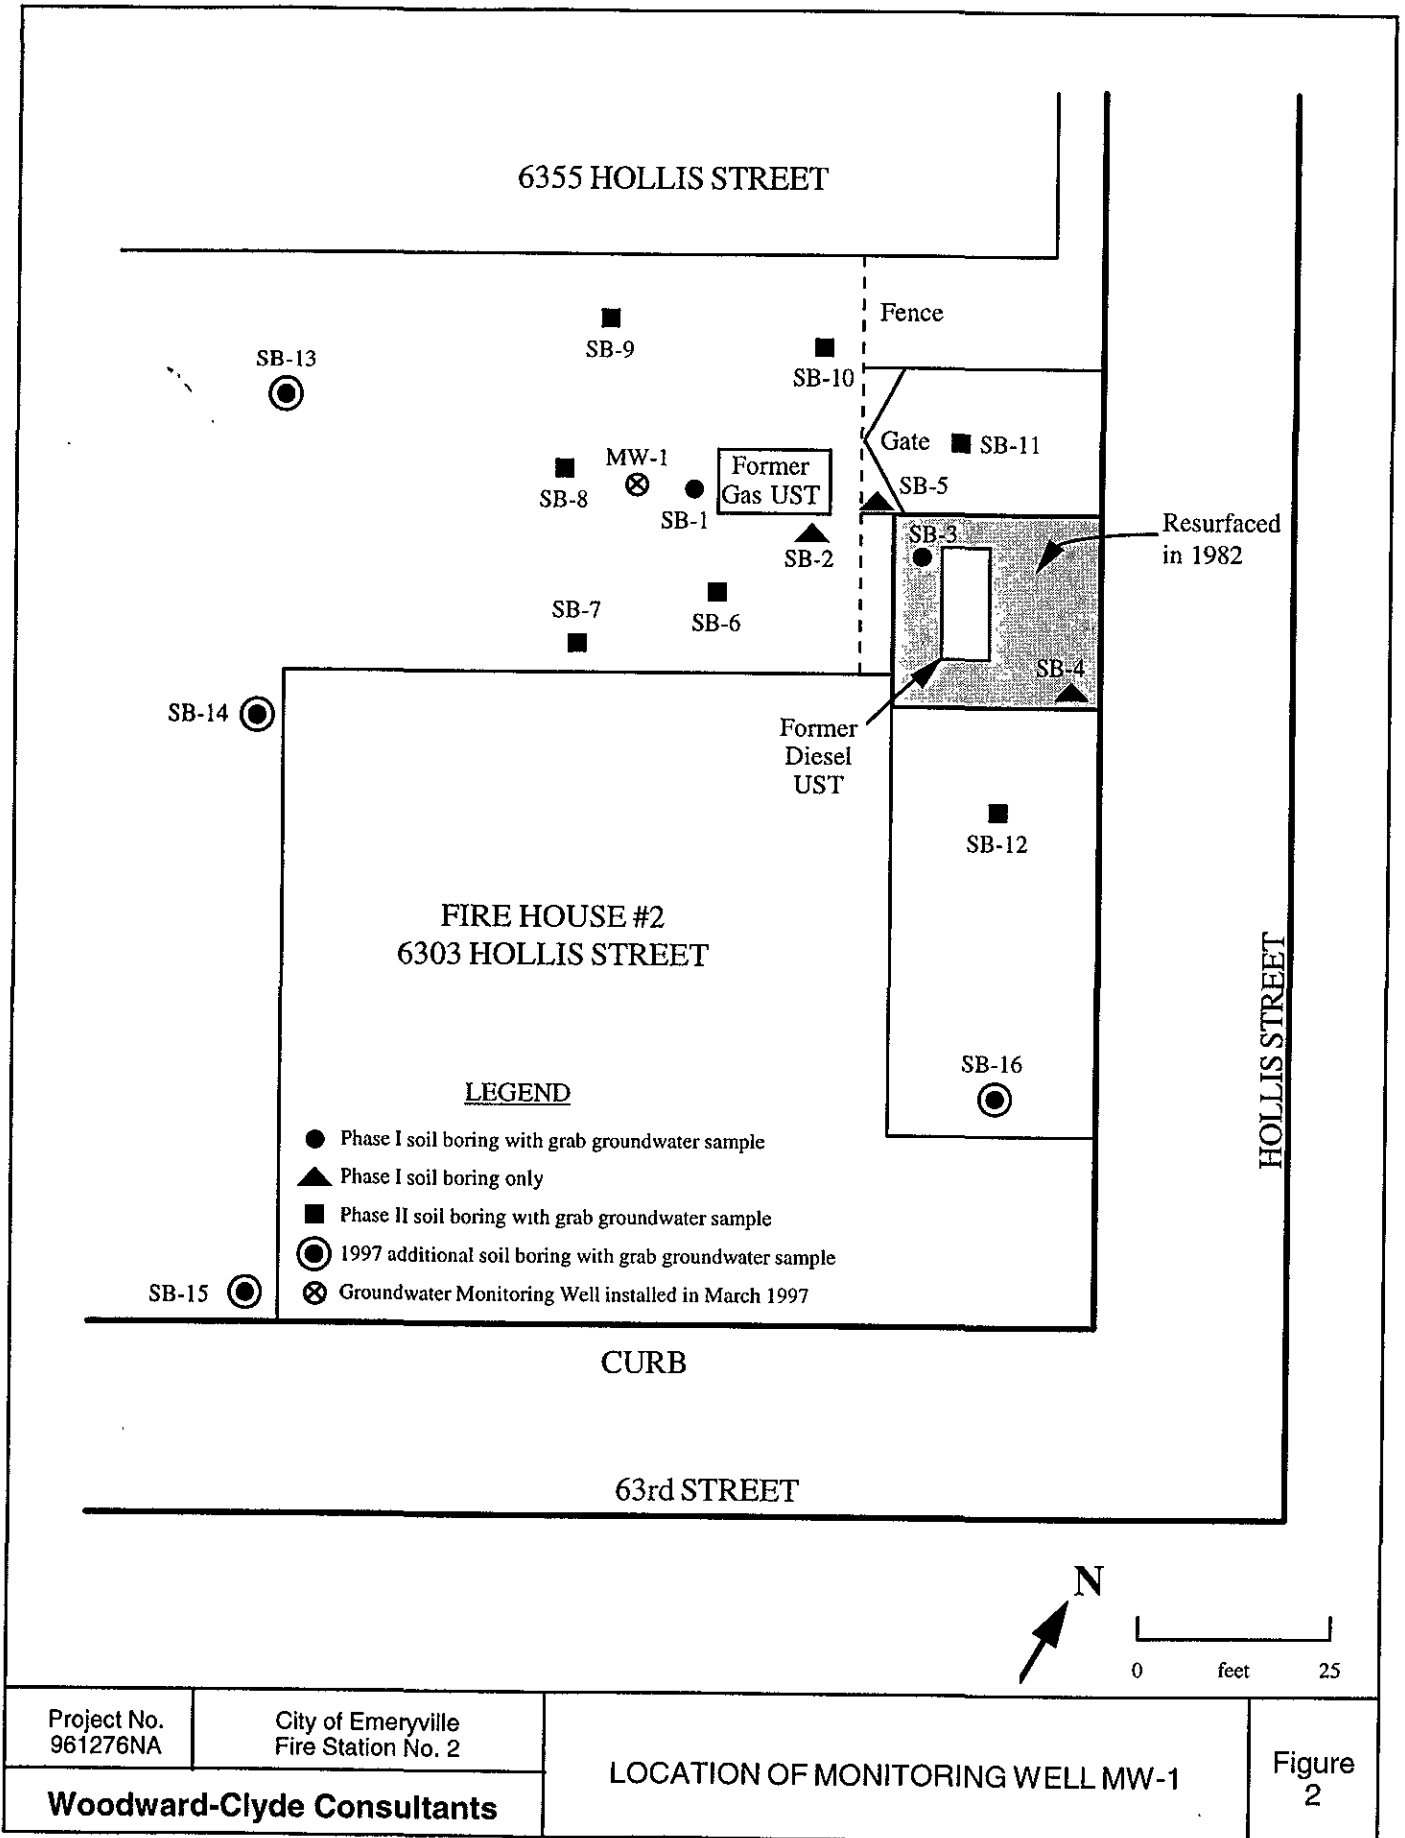 6355 HOLLIS STREET
Fence
SB-9
SB-13
SB-10
Gate
SB-11
MW-1
Former
Gas UST
SB-8
SB-5
SB-1
Resurfaced
in 1982
SB-3
SB-2
SB-7
SB-6
SB-4
SB-14
Former
Diesel
UST
SB-12
FIRE HOUSE #2
6303 HOLLIS STREET
HOLLIS STREET
SB-16
LEGEND
Phase I soil boring with grab groundwater sample
Phase I soil boring only
Phase II soil boring with grab groundwater sample
1997 additional soil boring with grab groundwater sample
SB-15
Groundwater Monitoring Well installed in March 1997
CURB
63rd STREET
N
0 feet 25
Project No.
961276NA
City of Emeryville
Fire Station No. 2
Woodward-Clyde Consultants
LOCATION OF MONITORING WELL MW-1
Figure
2